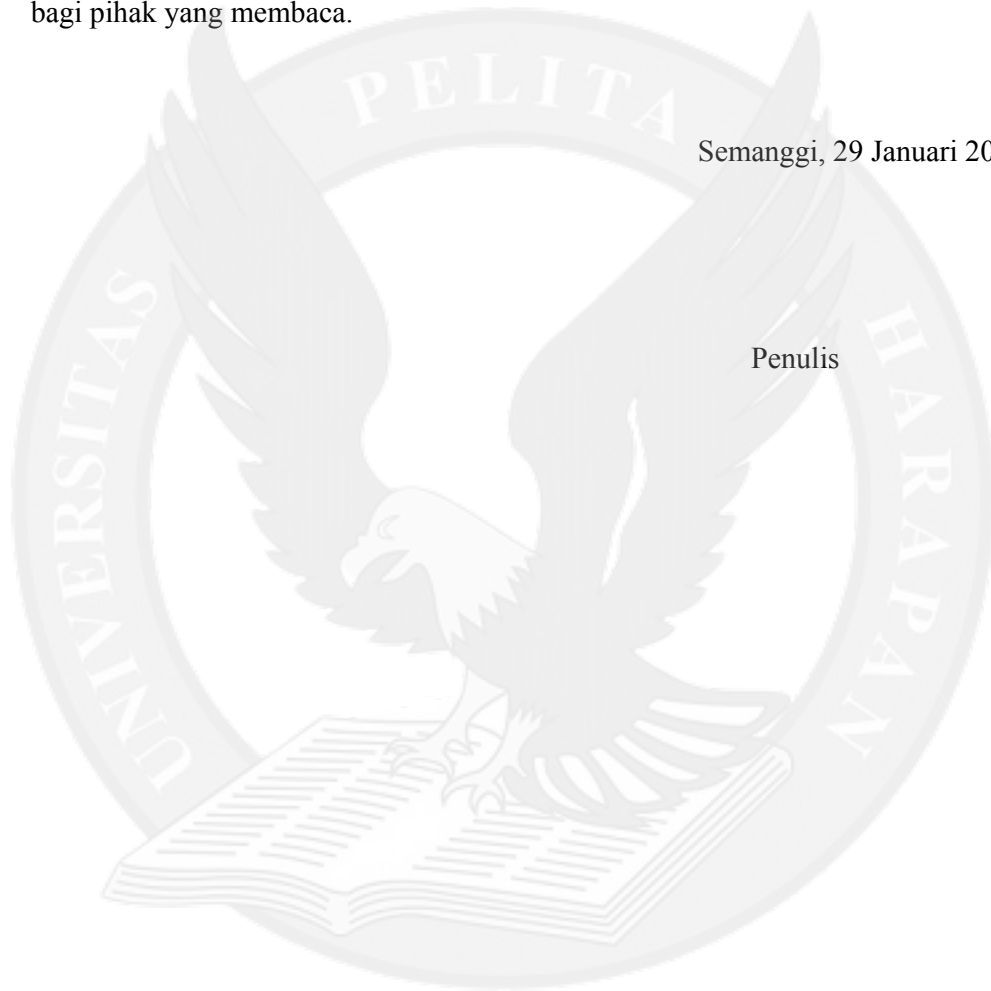 bagi pihak yang membaca.
PELITA
Semanggi, 29 Januari 20
UNIVERSITAS
HARAPAN
Penulis